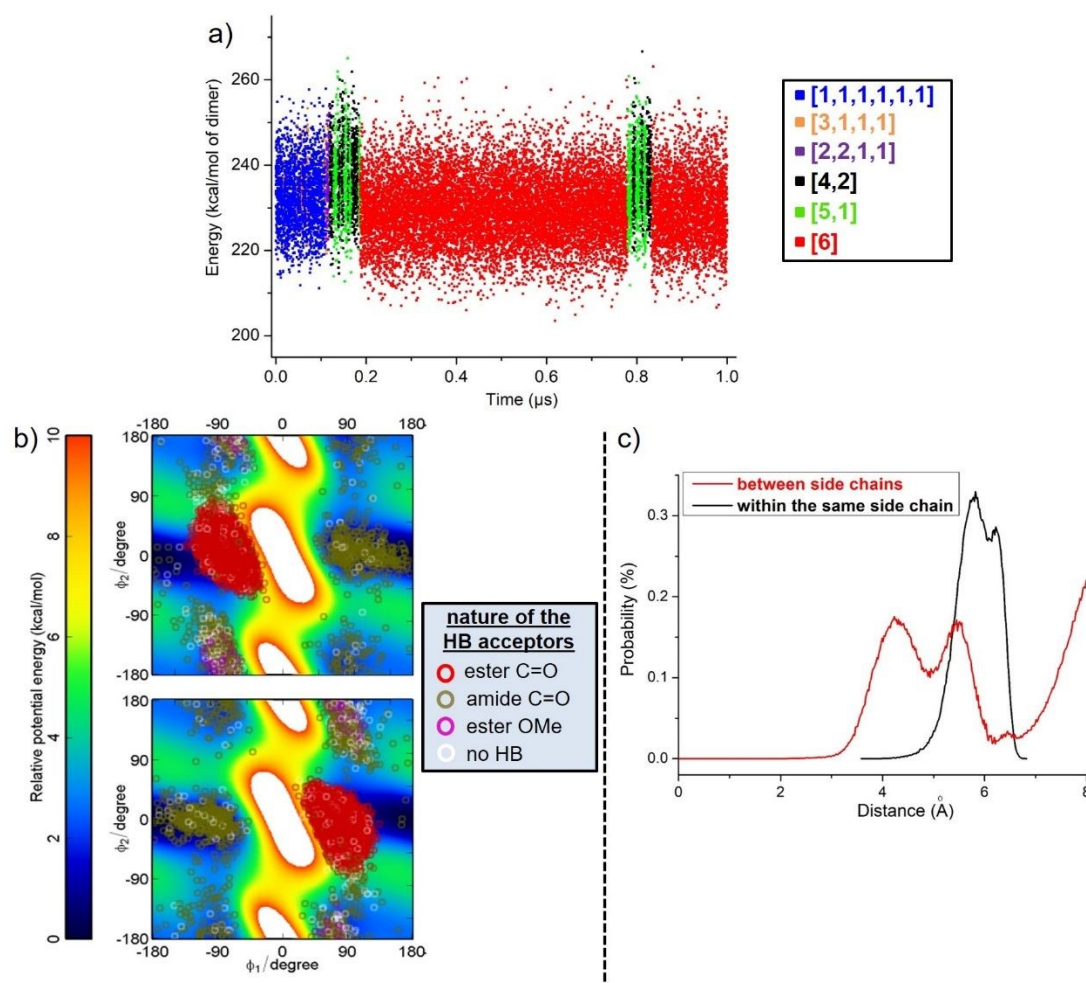 a)
Energy (kcal/mol of dimer)
260
240
220
200
0.0 0.2 0.4 0.6 0.8 1.0
Time (μs)
[1,1,1,1,1,1]
[3,1,1,1]
[2,2,1,1]
[4,2]
[5,1]
[6]
b)
Relative potential energy (kcal/mol)
10
8
6
4
2
0
-180 -90 0 90 180
180
90
0
-90
-180
ϕ2/degree
180
90
0
-90
-180
ϕ2/degree
-180 -90 0 90 180
ϕ1/degree
nature of the
HB acceptors
ester C=O
amide C=O
ester OMe
no HB
c)
between side chains
within the same side chain
Probability (%)
0.3
0.2
0.1
0.0
0 2 4 6 8
Distance (Å)